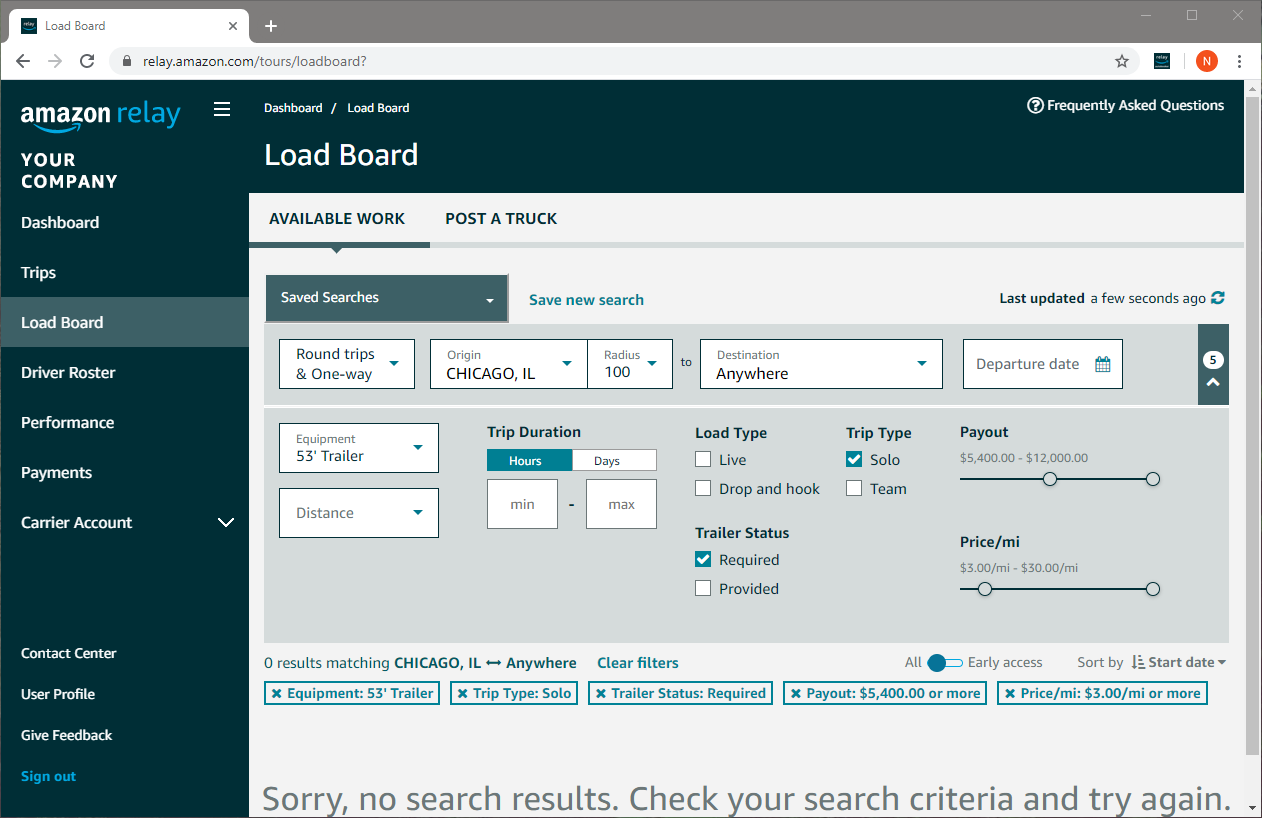 Load Board
relay.amazon.com/tours/loadboard?
N
amazon relay
YOUR
COMPANY
Dashboard
Trips
Load Board
Driver Roster
Performance
Payments
Carrier Account
Contact Center
User Profile
Give Feedback
Sign out
Dashboard / Load Board
Frequently Asked Questions
Load Board
AVAILABLE WORK POST A TRUCK
Saved Searches Save new search Last updated a few seconds ago
Round trips
& One-way
Origin
CHICAGO, IL
Radius
100
to
Destination
Anywhere
Departure date
5
Equipment
53' Trailer
Distance
Trip Duration
Hours Days
min - max
Load Type
Live
Drop and hook
Trailer Status
Required
Provided
Trip Type
Solo
Team
Payout
$5,400.00 - $12,000.00
Price/mi
$3.00/mi - $30.00/mi
0 results matching CHICAGO, IL ↔ Anywhere Clear filters All Early access Sort by Start date
Equipment: 53' Trailer Trip Type: Solo Trailer Status: Required Payout: $5,400.00 or more Price/mi: $3.00/mi or more
Sorry, no search results. Check your search criteria and try again.